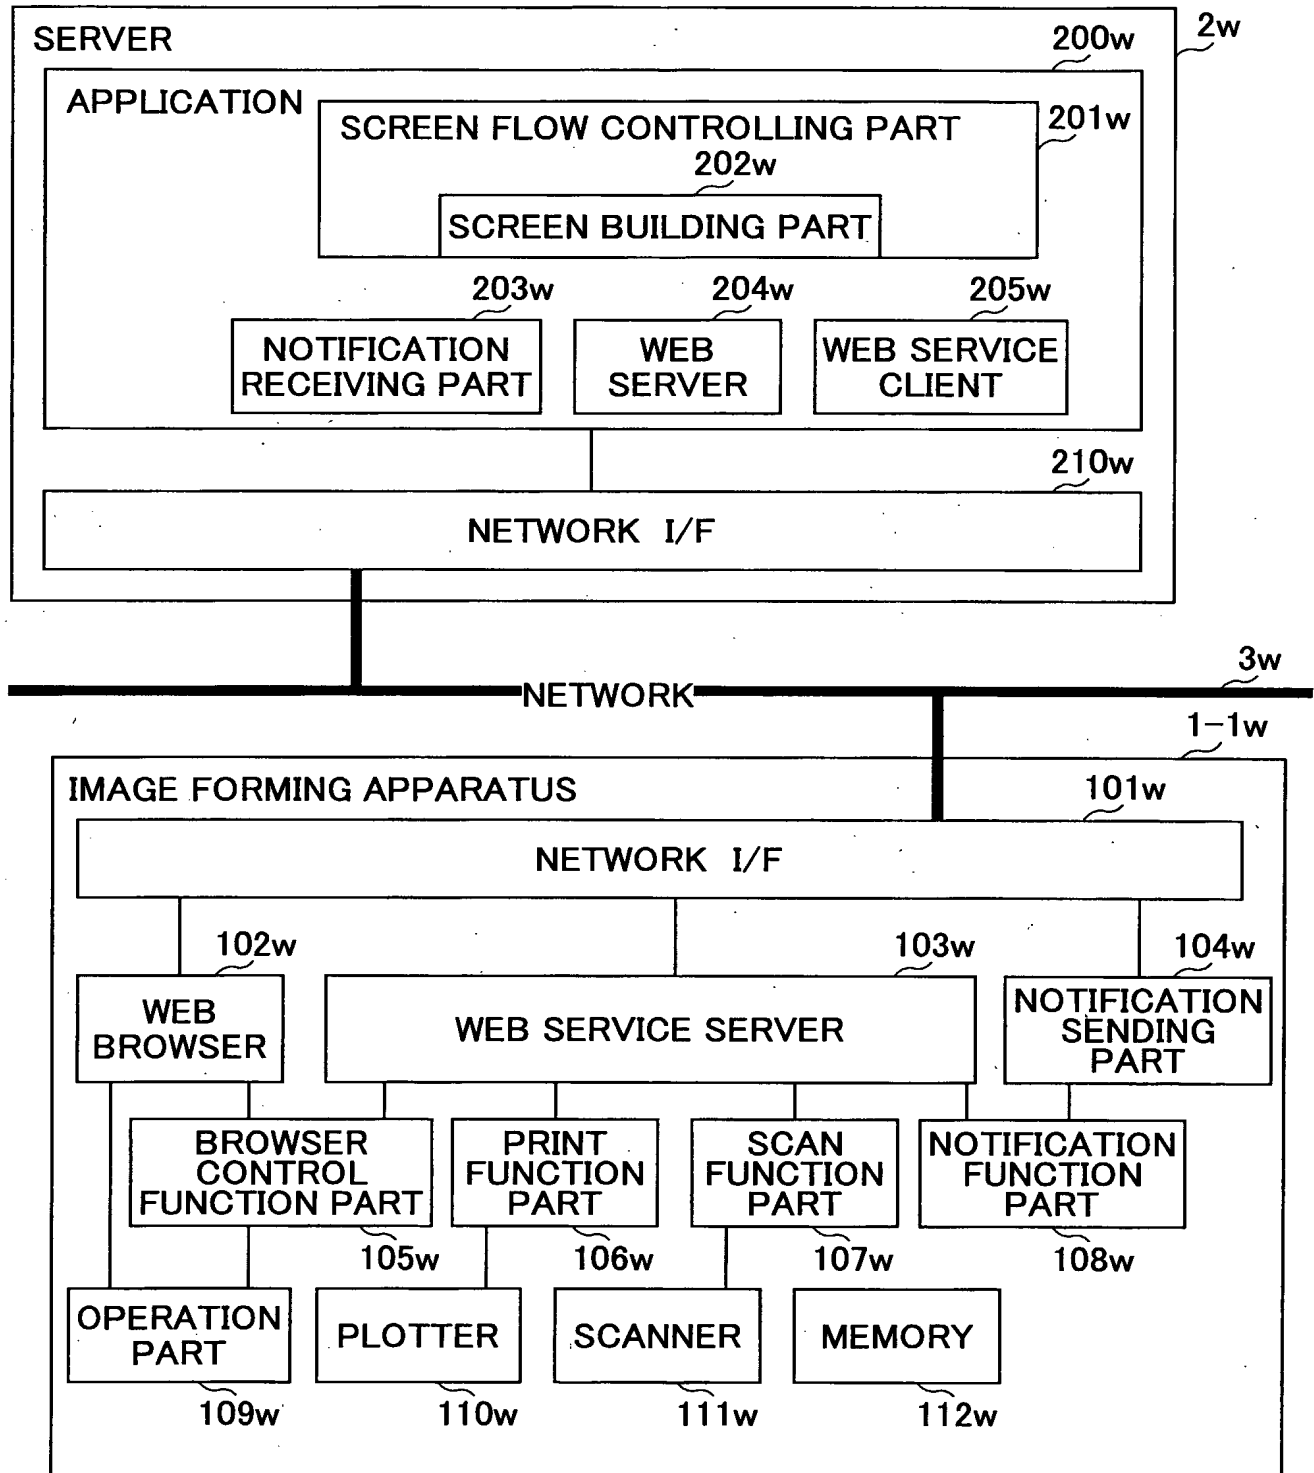 SERVER
2w
200w
APPLICATION
SCREEN FLOW CONTROLLING PART
201w
202w
SCREEN BUILDING PART
203w
204w
205w
NOTIFICATION
RECEIVING PART
WEB
SERVER
WEB SERVICE
CLIENT
210w
NETWORK I/F
3w
NETWORK
1-1w
IMAGE FORMING APPARATUS
101w
NETWORK I/F
102w
103w
104w
WEB
BROWSER
WEB SERVICE SERVER
NOTIFICATION
SENDING
PART
BROWSER
CONTROL
FUNCTION PART
PRINT
FUNCTION
PART
SCAN
FUNCTION
PART
NOTIFICATION
FUNCTION
PART
105w
106w
107w
108w
OPERATION
PART
PLOTTER
SCANNER
MEMORY
109w
110w
111w
112w